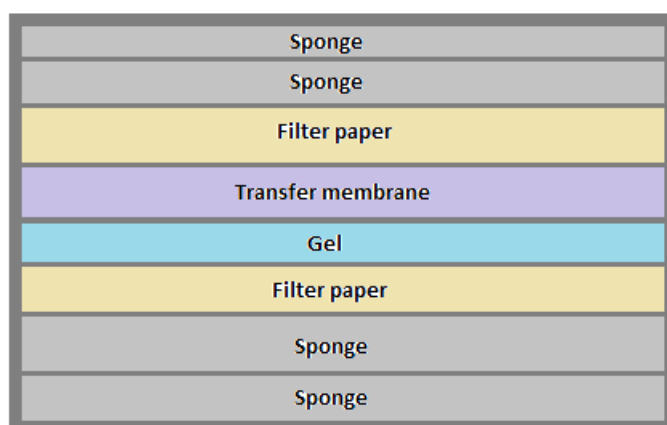 Sponge
Sponge
Filter paper
Transfer membrane
Gel
Filter paper
Sponge
Sponge